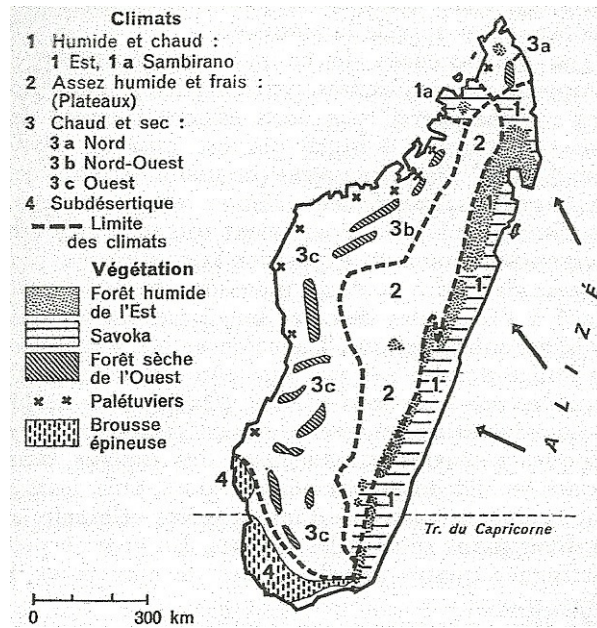 Climats
1 Humide et chaud :
1 Est, 1 a Sambirano
2 Assez humide et frais :
(Plateaux)
3 Chaud et sec :
3 a Nord
3 b Nord-Ouest
3 c Ouest
4 Subdésertique
Limite
des climats
Végétation
Forêt humide
de l'Est
Savoka
Forêt sèche
de l'Ouest
Palétuviers
Brousse
épineuse
0 300 km
3a
1a
1
2
3b
1
3c
2
1
3c
2
1
1
4
3c
4
ALIZÉ
Tr. du Capricorne